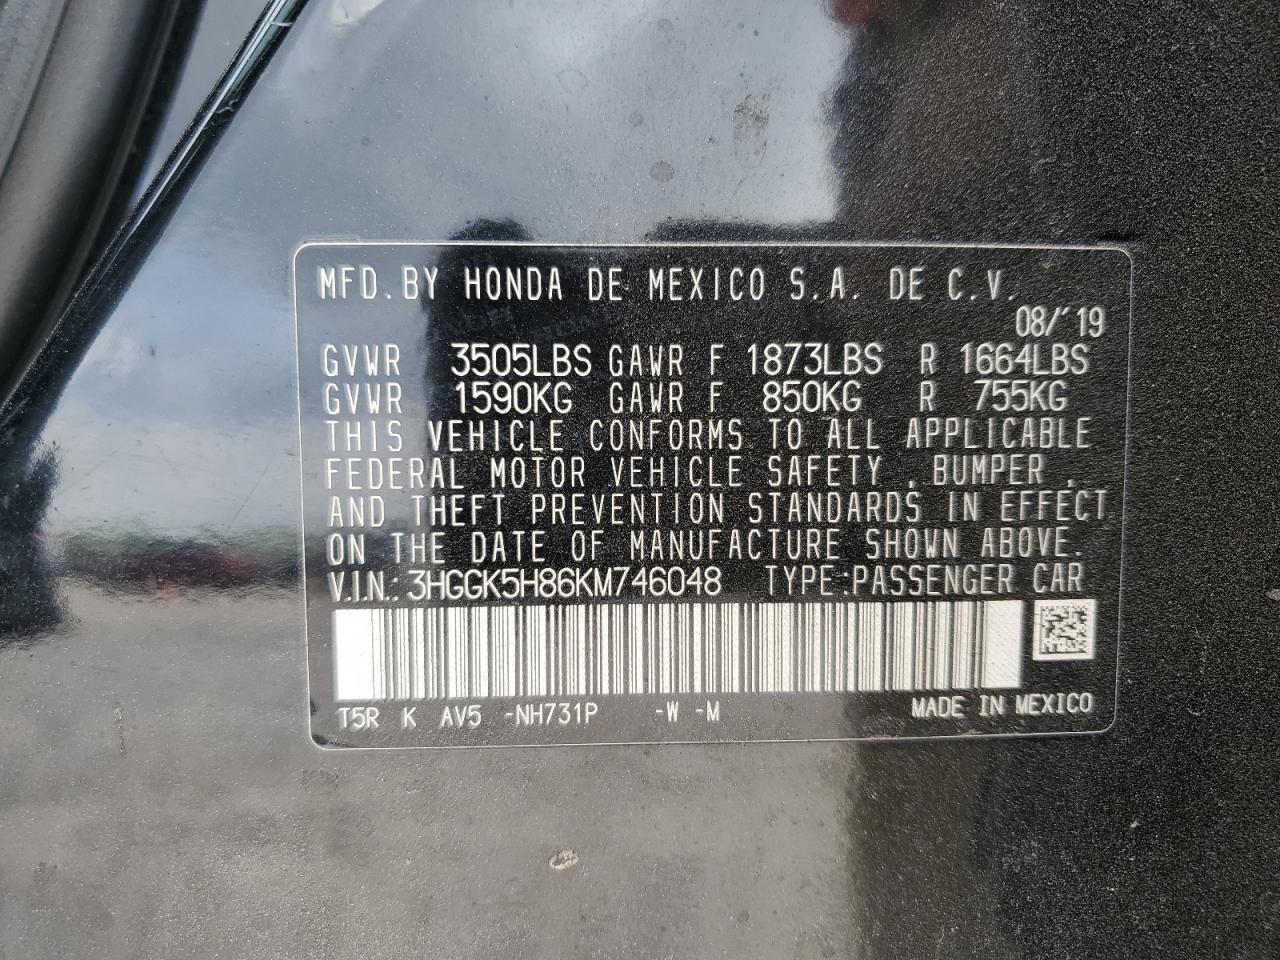 MFD. BY HONDA DE MEXICO S.A. DE C.V.
08/'19
GVWR 3505LBS GAWR F 1873LBS R 1664LBS
GVWR 1590KG GAWR F 850KG R 755KG
THIS VEHICLE CONFORMS TO ALL APPLICABLE
FEDERAL MOTOR VEHICLE SAFETY , BUMPER ,
AND THEFT PREVENTION STANDARDS IN EFFECT
ON THE DATE OF MANUFACTURE SHOWN ABOVE.
V.I.N.: 3HGGK5H86KM746048 TYPE:PASSENGER CAR
T5R K AV5 -NH731P -W -M MADE IN MEXICO